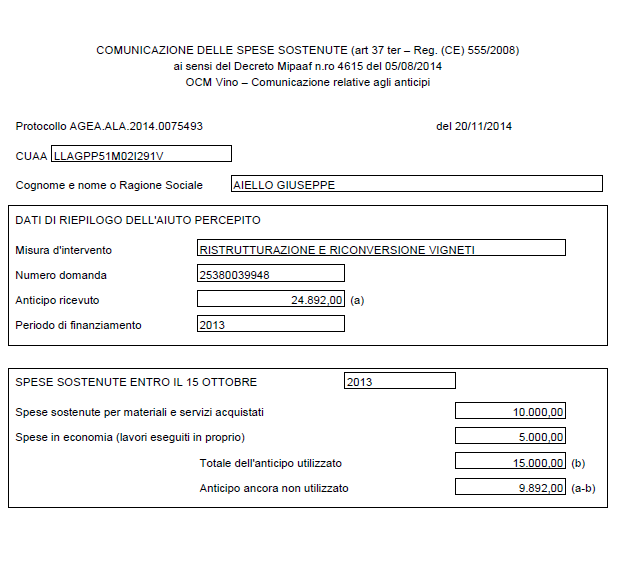 COMUNICAZIONE DELLE SPESE SOSTENUTE (art 37 ter – Reg. (CE) 555/2008)
ai sensi del Decreto Mipaaf n.ro 4615 del 05/08/2014
OCM Vino – Comunicazione relative agli anticipi
Protocollo AGEA.ALA.2014.0075493 del 20/11/2014
CUAA LLAGPP51M02I291V
Cognome e nome o Ragione Sociale AIELLO GIUSEPPE
DATI DI RIEPILOGO DELL'AIUTO PERCEPITO
Misura d'intervento RISTRUTTURAZIONE E RICONVERSIONE VIGNETI
Numero domanda 25380039948
Anticipo ricevuto 24.892,00 (a)
Periodo di finanziamento 2013
SPESE SOSTENUTE ENTRO IL 15 OTTOBRE 2013
Spese sostenute per materiali e servizi acquistati 10.000,00
Spese in economia (lavori eseguiti in proprio) 5.000,00
Totale dell'anticipo utilizzato 15.000,00 (b)
Anticipo ancora non utilizzato 9.892,00 (a-b)